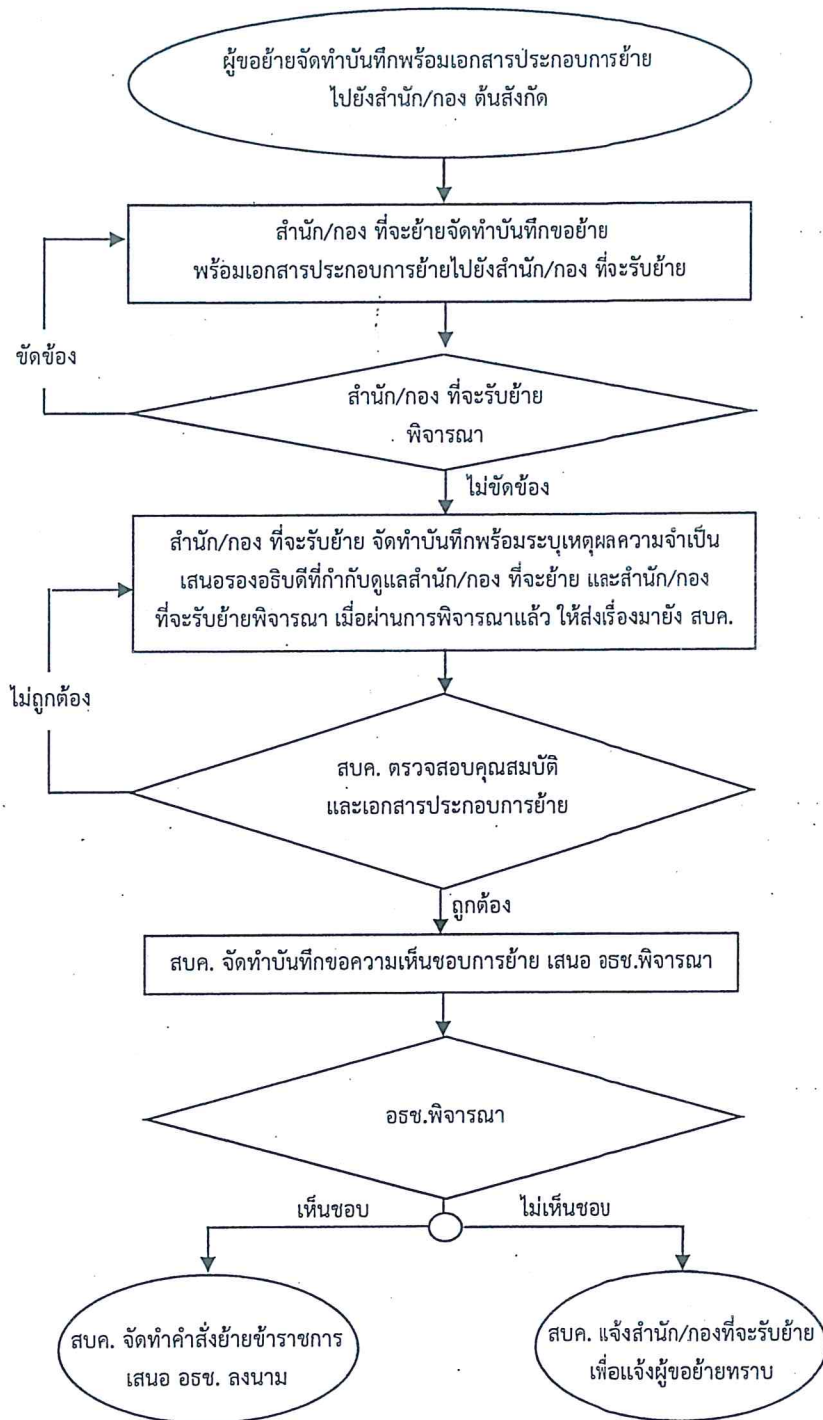 ผู้ขอย้ายจัดทำบันทึกพร้อมเอกสารประกอบการย้าย
ไปยังสำนัก/กอง ต้นสังกัด
สำนัก/กอง ที่จะย้ายจัดทำบันทึกขอย้าย
พร้อมเอกสารประกอบการย้ายไปยังสำนัก/กอง ที่จะรับย้าย
ขัดข้อง
สำนัก/กอง ที่จะรับย้าย
พิจารณา
ไม่ขัดข้อง
สำนัก/กอง ที่จะรับย้าย จัดทำบันทึกพร้อมระบุเหตุผลความจำเป็น
เสนอรองอธิบดีที่กำกับดูแลสำนัก/กอง ที่จะย้าย และสำนัก/กอง
ที่จะรับย้ายพิจารณา เมื่อผ่านการพิจารณาแล้ว ให้ส่งเรื่องมายัง สบค.
ไม่ถูกต้อง
สบค. ตรวจสอบคุณสมบัติ
และเอกสารประกอบการย้าย
ถูกต้อง
สบค. จัดทำบันทึกขอความเห็นชอบการย้าย เสนอ อธช.พิจารณา
อธช.พิจารณา
เห็นชอบ
ไม่เห็นชอบ
สบค. จัดทำคำสั่งย้ายข้าราชการ
เสนอ อธช. ลงนาม
สบค. แจ้งสำนัก/กองที่จะรับย้าย
เพื่อแจ้งผู้ขอย้ายทราบ